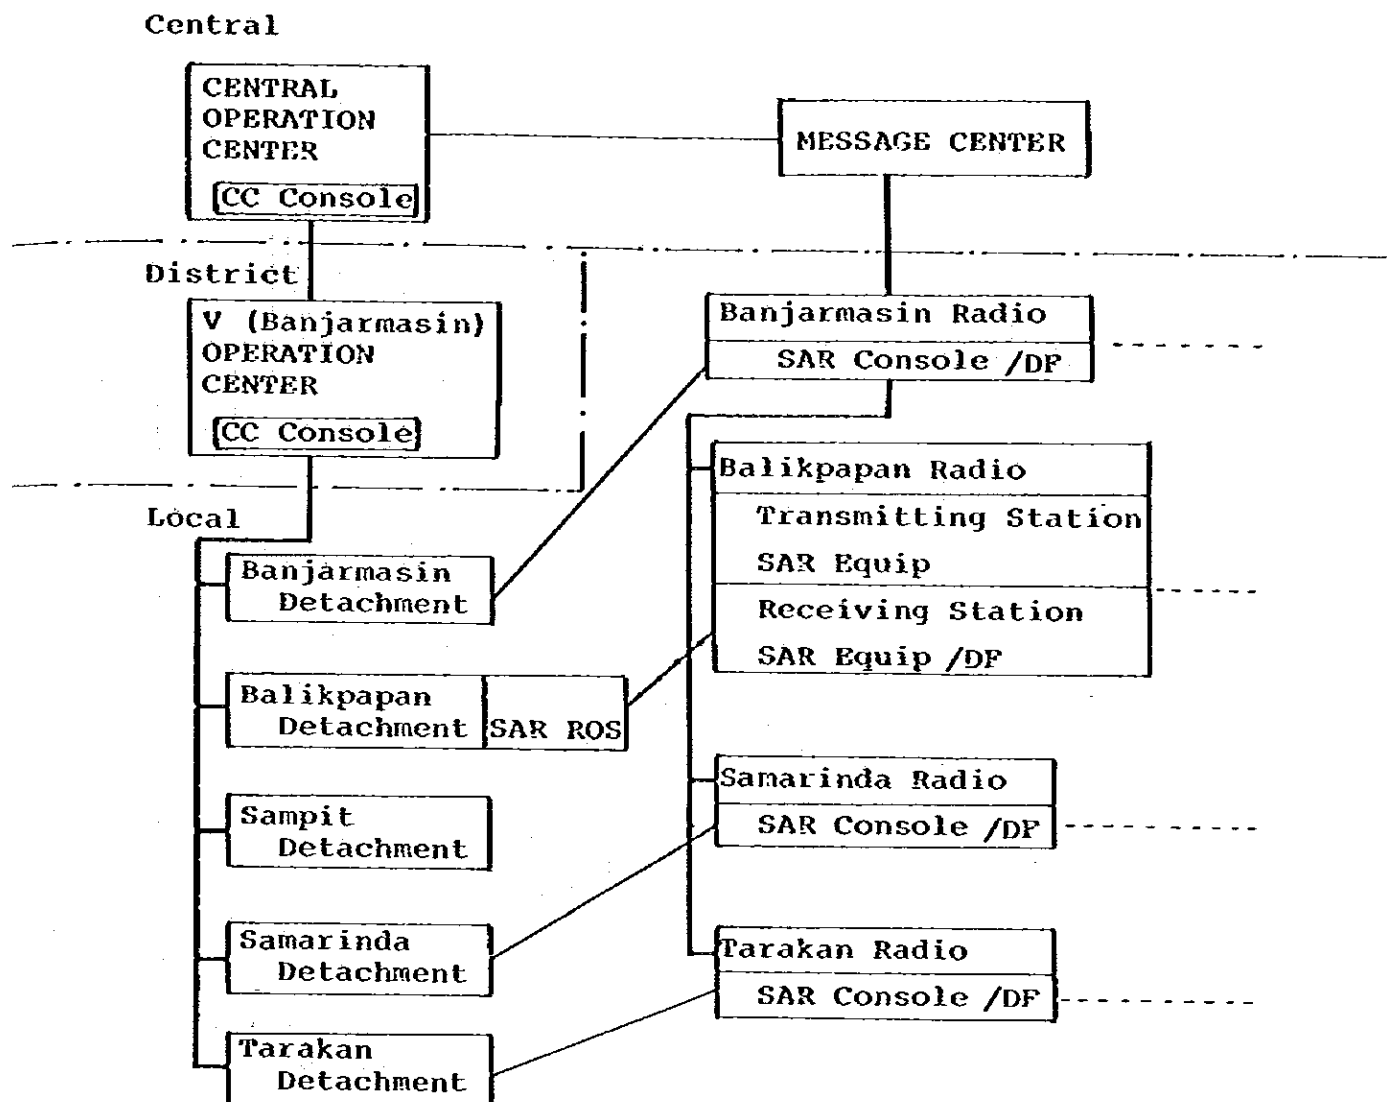 Central
CENTRAL
OPERATION
CENTER
CC Console
MESSAGE CENTER
District
V (Banjarmasin)
OPERATION
CENTER
CC Console
Banjarmasin Radio
SAR Console /DF
Local
Banjarmasin
Detachment
Balikpapan
Detachment
SAR ROS
Sampit
Detachment
Samarinda
Detachment
Tarakan
Detachment
Balikpapan Radio
Transmitting Station
SAR Equip
Receiving Station
SAR Equip /DF
Samarinda Radio
SAR Console /DF
Tarakan Radio
SAR Console /DF